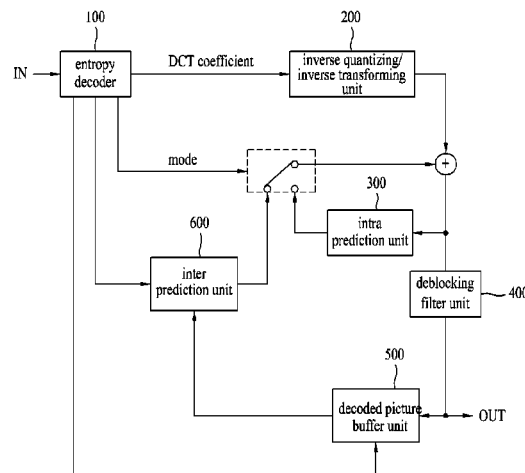 100
200
IN
entropy
decoder
DCT coefficient
inverse quantizing/
inverse transforming
unit
mode
+
300
intra
prediction unit
600
inter
prediction unit
deblocking
filter unit
400
500
decoded picture
buffer unit
OUT